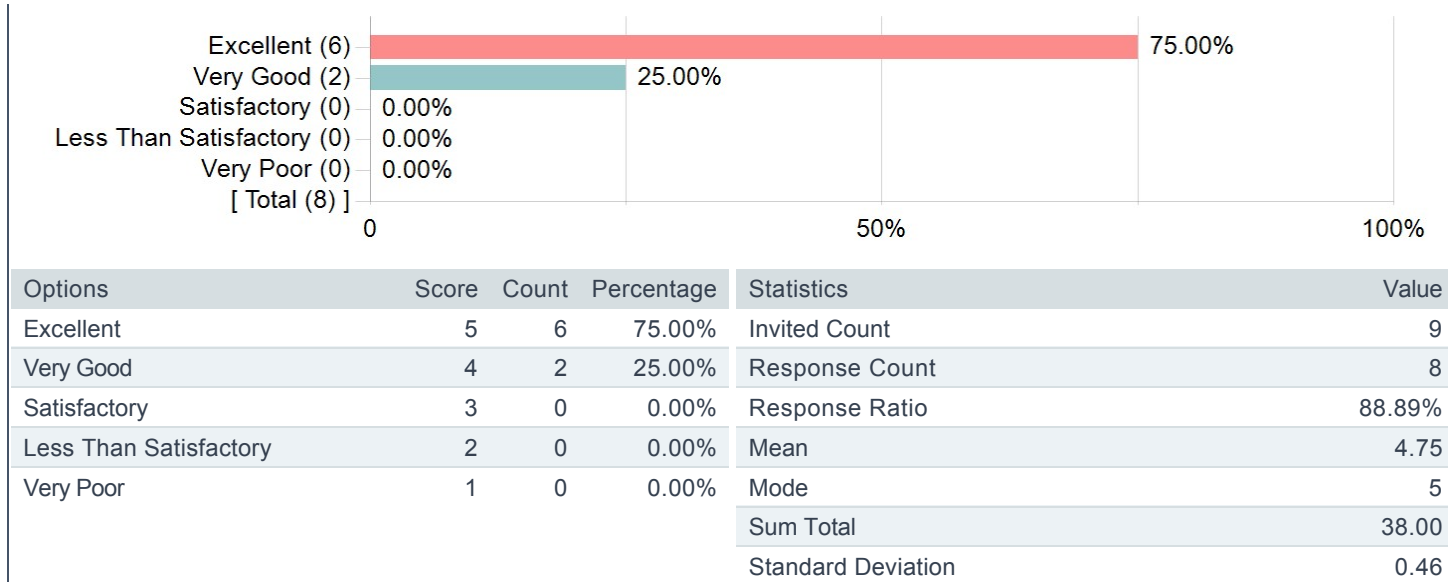 Excellent (6) 75.00%
Very Good (2) 25.00%
Satisfactory (0) 0.00%
Less Than Satisfactory (0) 0.00%
Very Poor (0) 0.00%
[ Total (8) ]
0 50% 100%
Options Score Count Percentage
Excellent 5 6 75.00%
Very Good 4 2 25.00%
Satisfactory 3 0 0.00%
Less Than Satisfactory 2 0 0.00%
Very Poor 1 0 0.00%
Statistics Value
Invited Count 9
Response Count 8
Response Ratio 88.89%
Mean 4.75
Mode 5
Sum Total 38.00
Standard Deviation 0.46